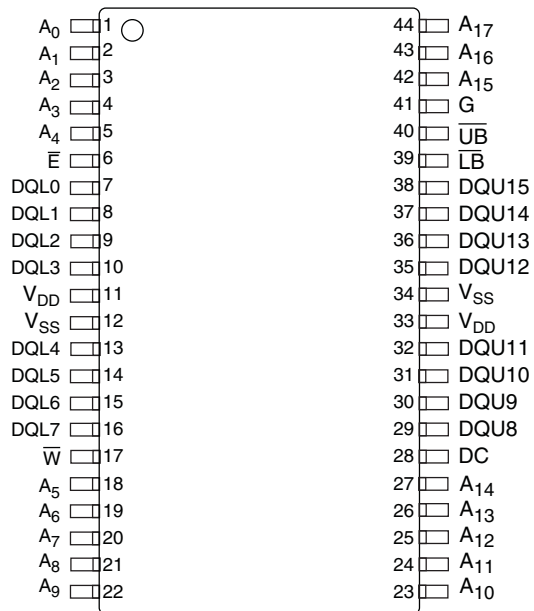 A0 1 44 A17
A1 2 43 A16
A2 3 42 A15
A3 4 41 G
A4 5 40 U̅B̅
E̅ 6 39 L̅B̅
DQL0 7 38 DQU15
DQL1 8 37 DQU14
DQL2 9 36 DQU13
DQL3 10 35 DQU12
VDD 11 34 VSS
VSS 12 33 VDD
DQL4 13 32 DQU11
DQL5 14 31 DQU10
DQL6 15 30 DQU9
DQL7 16 29 DQU8
W̅ 17 28 DC
A5 18 27 A14
A6 19 26 A13
A7 20 25 A12
A8 21 24 A11
A9 22 23 A10